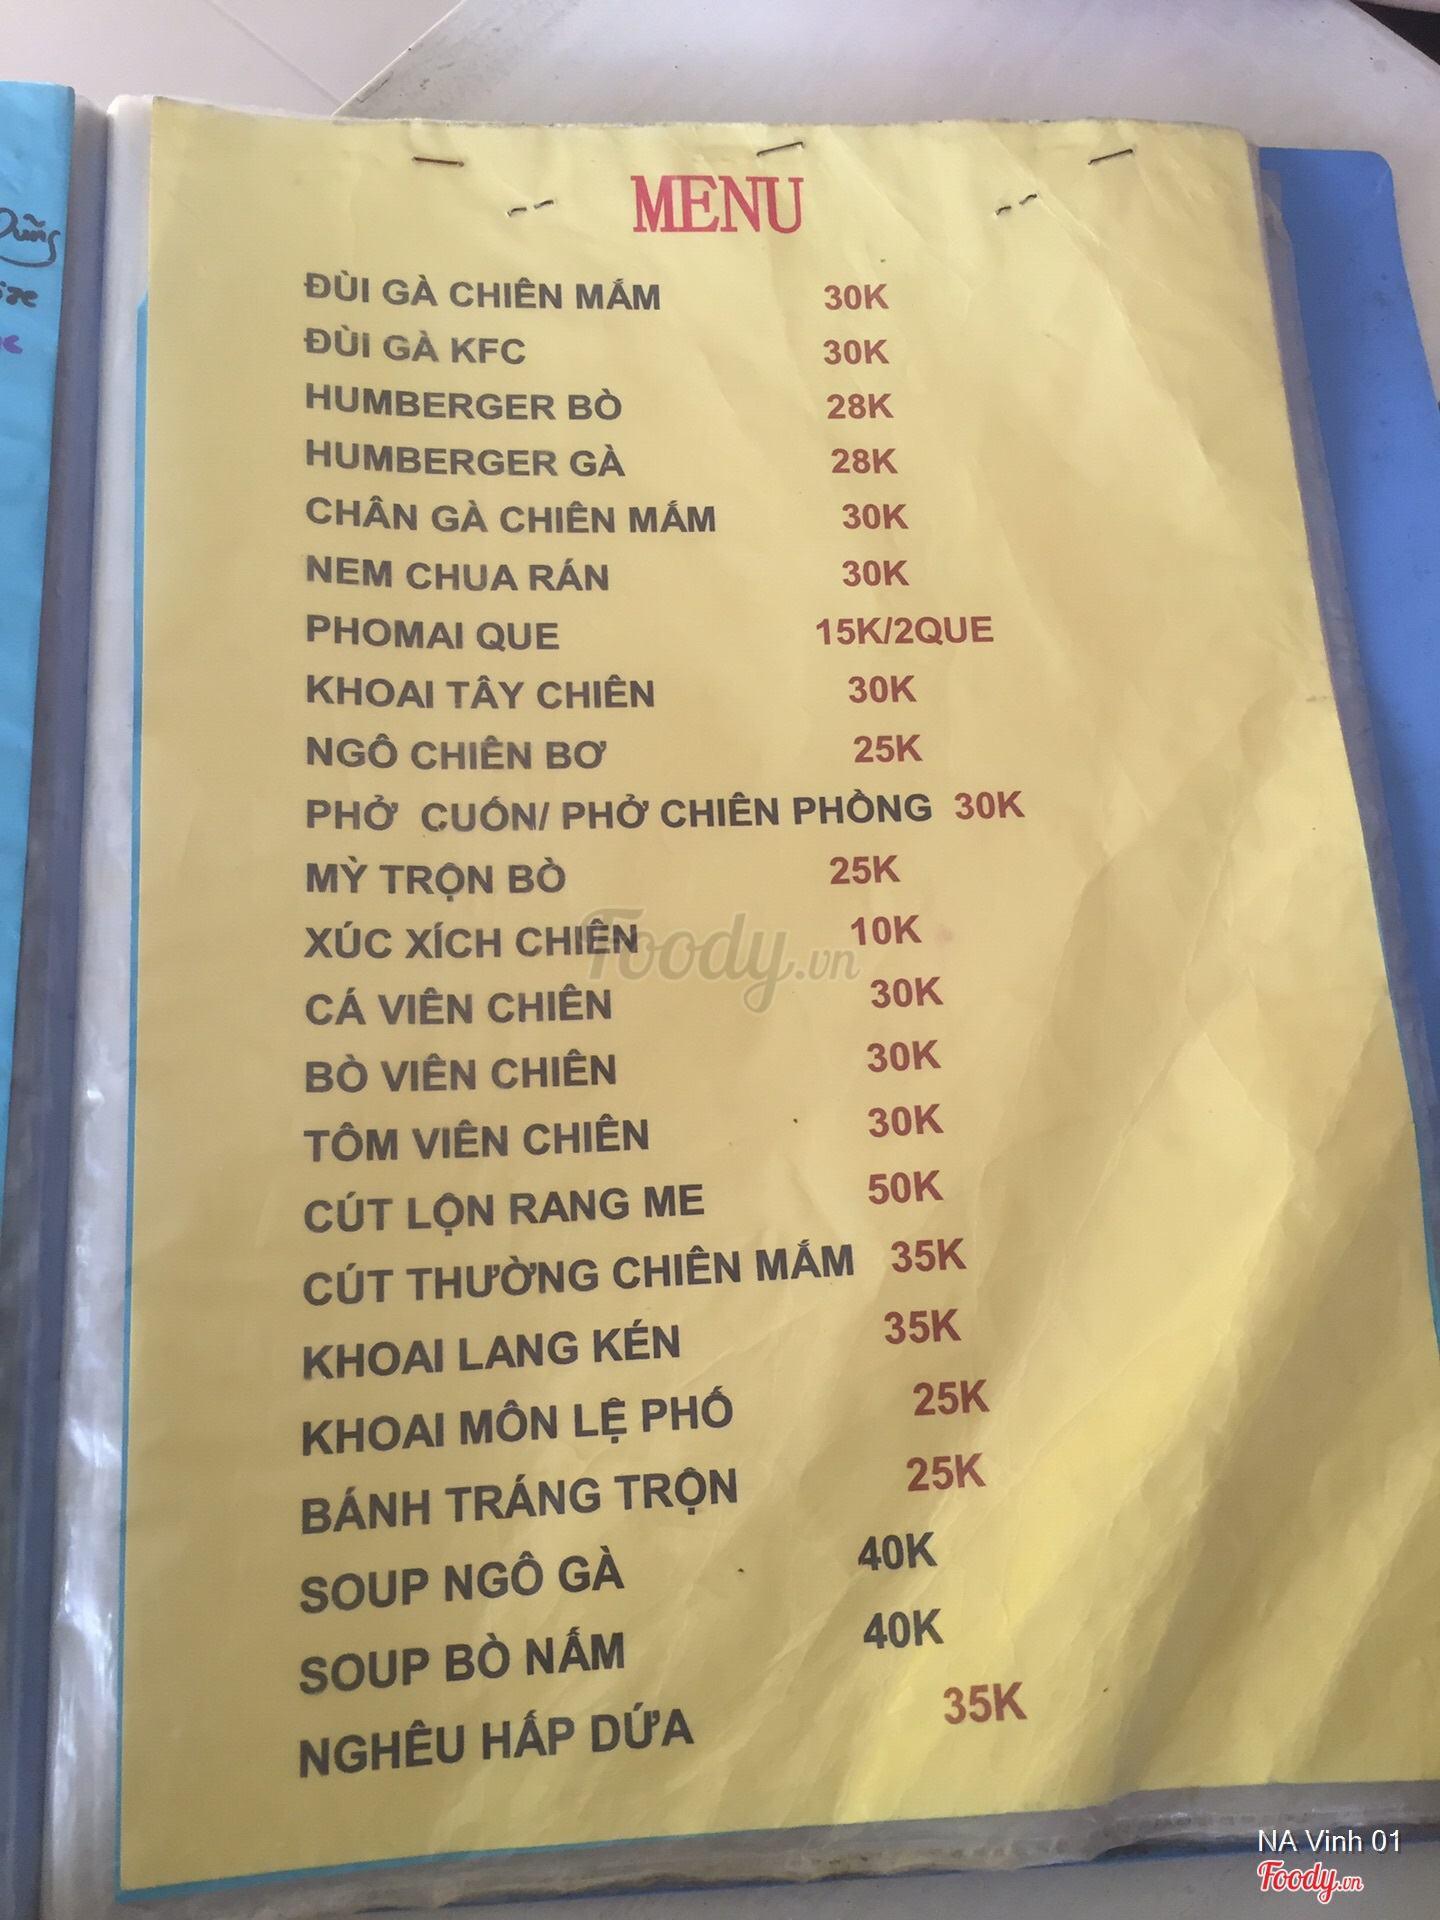 MENU
ĐÙI GÀ CHIÊN MẮM 30K
ĐÙI GÀ KFC 30K
HUMBERGER BÒ 28K
HUMBERGER GÀ 28K
CHÂN GÀ CHIÊN MẮM 30K
NEM CHUA RÁN 30K
PHOMAI QUE 15K/2QUE
KHOAI TÂY CHIÊN 30K
NGÔ CHIÊN BƠ 25K
PHỞ CUỐN/ PHỞ CHIÊN PHỒNG 30K
MỲ TRỘN BÒ 25K
XÚC XÍCH CHIÊN 10K
Foody.vn
CÁ VIÊN CHIÊN 30K
BÒ VIÊN CHIÊN 30K
TÔM VIÊN CHIÊN 30K
CÚT LỘN RANG ME 50K
CÚT THƯỜNG CHIÊN MẮM 35K
KHOAI LANG KÉN 35K
KHOAI MÔN LỆ PHỐ 25K
BÁNH TRÁNG TRỘN 25K
SOUP NGÔ GÀ 40K
SOUP BÒ NẤM 40K
NGHÊU HẤP DỨA 35K
NA Vinh 01
Foody.vn